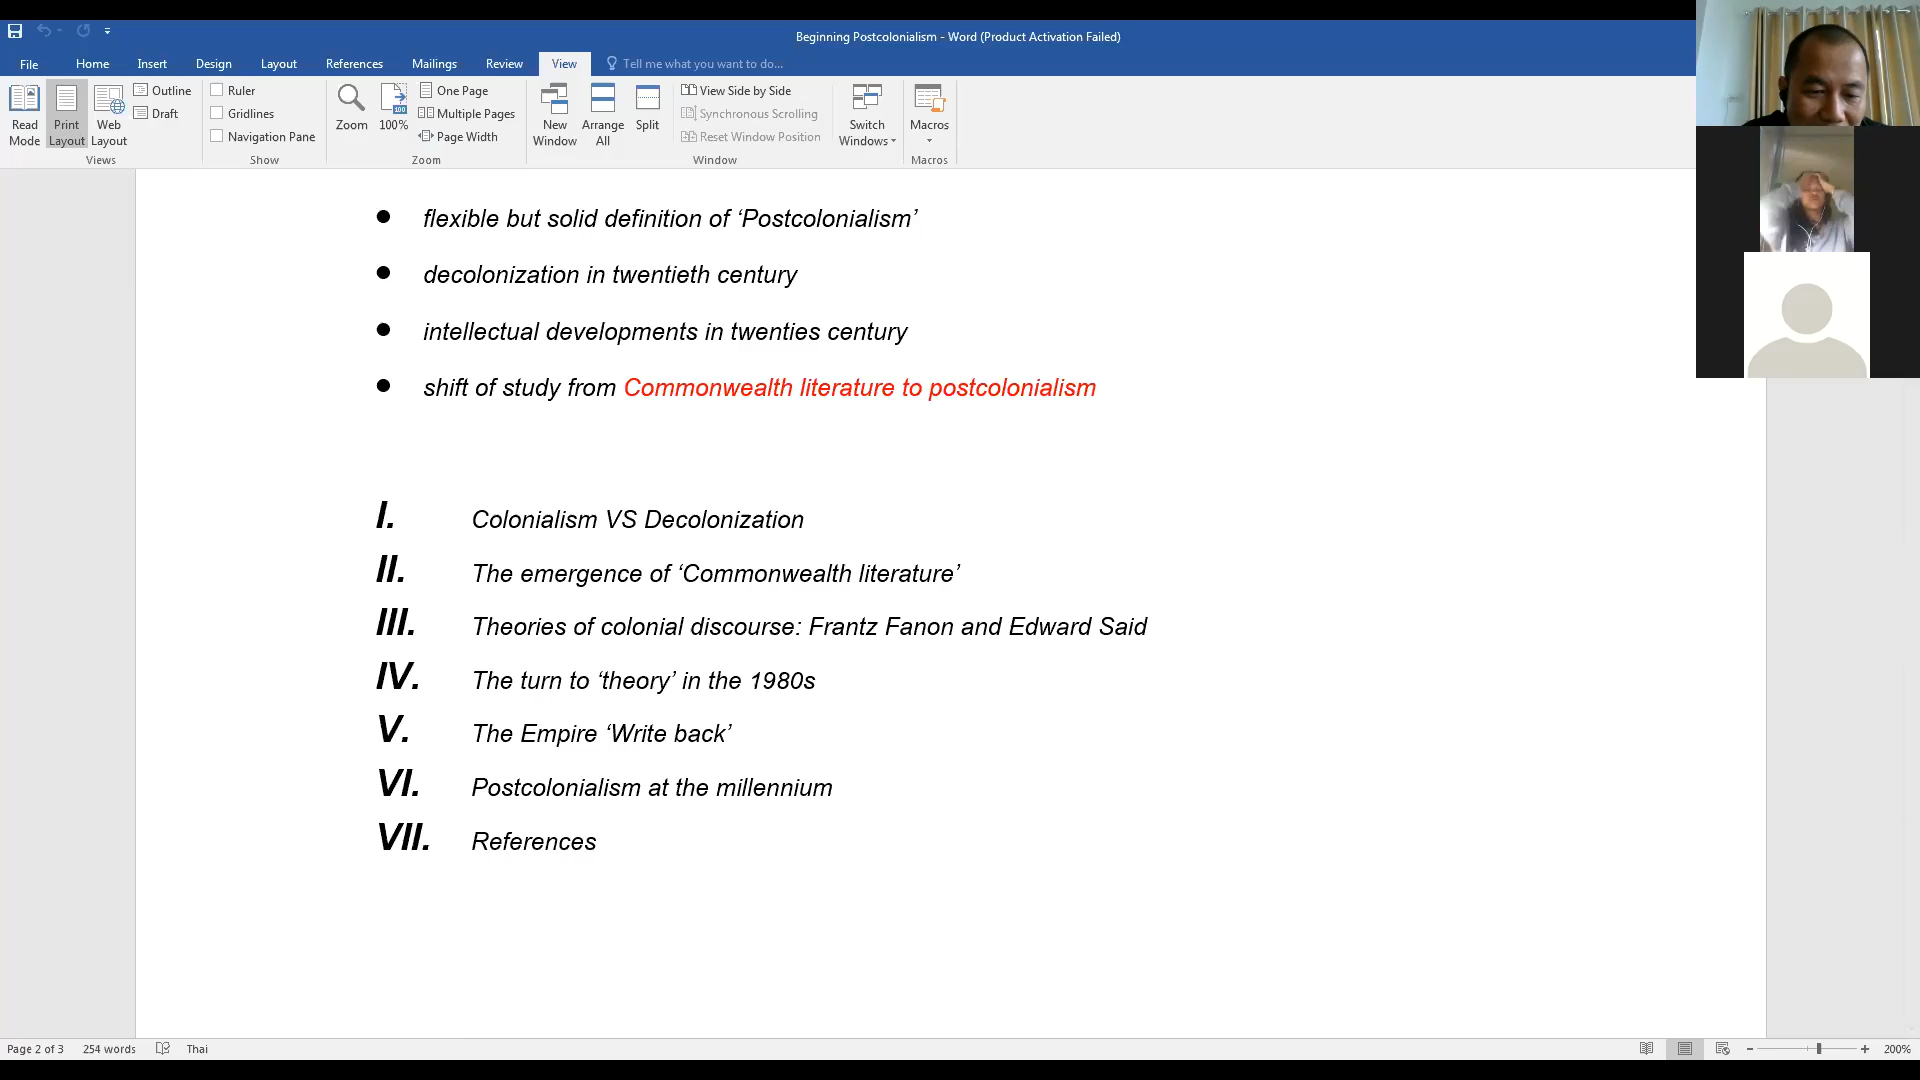 Beginning Postcolonialism - Word (Product Activation Failed)
File Home Insert Design Layout References Mailings Review View Tell me what you want to do...
Read Mode
Print Layout
Web Layout
Outline
Draft
Views
Ruler
Gridlines
Navigation Pane
Show
Zoom
100
100%
One Page
Multiple Pages
Page Width
Zoom
New Window
Arrange All
Split
View Side by Side
Synchronous Scrolling
Reset Window Position
Window
Switch Windows
Macros
Macros
● flexible but solid definition of ‘Postcolonialism’
● decolonization in twentieth century
● intellectual developments in twenties century
● shift of study from Commonwealth literature to postcolonialism
I. Colonialism VS Decolonization
II. The emergence of ‘Commonwealth literature’
III. Theories of colonial discourse: Frantz Fanon and Edward Said
IV. The turn to ‘theory’ in the 1980s
V. The Empire ‘Write back’
VI. Postcolonialism at the millennium
VII. References
Page 2 of 3 254 words Thai 200%